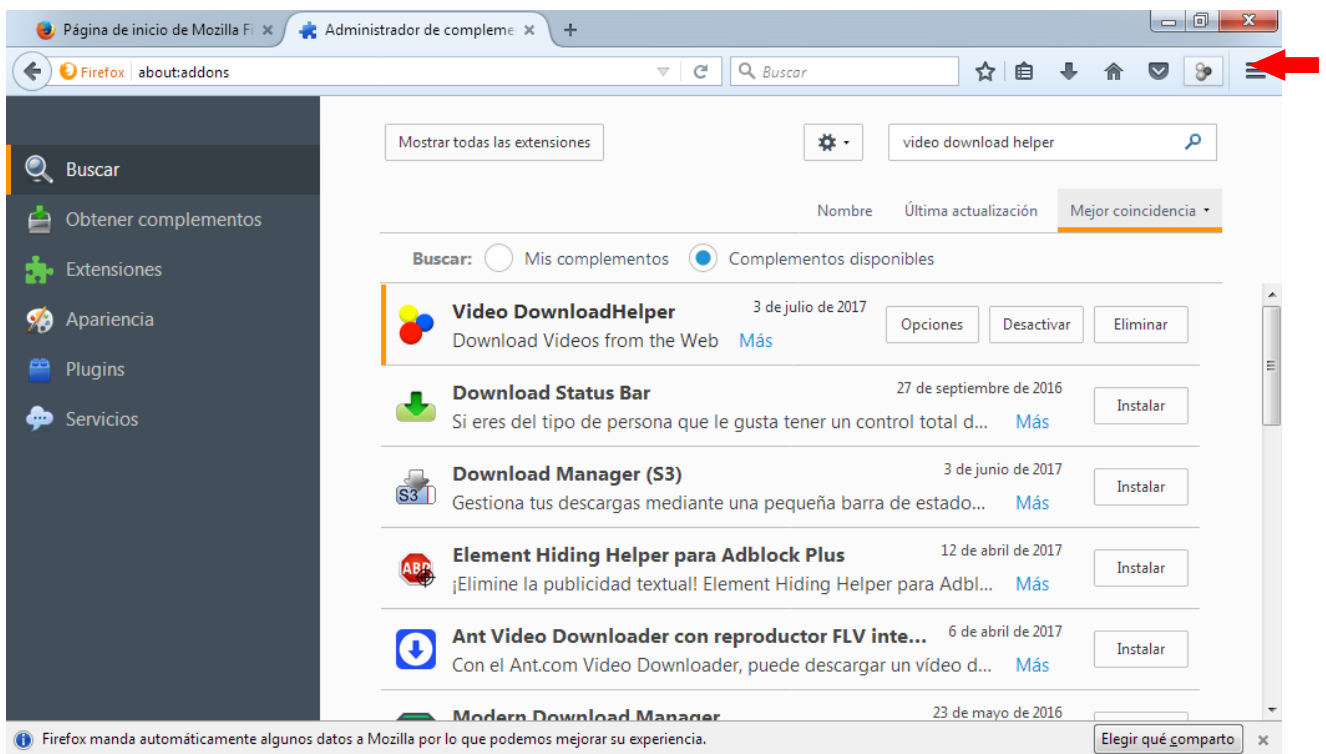 Página de inicio de Mozilla Fi
Administrador de compleme
Firefox about:addons
Buscar
Mostrar todas las extensiones
video download helper
Buscar
Obtener complementos
Extensiones
Apariencia
Plugins
Servicios
Nombre Última actualización Mejor coincidencia
Buscar: Mis complementos Complementos disponibles
Video DownloadHelper 3 de julio de 2017
Download Videos from the Web Más
Opciones Desactivar Eliminar
Download Status Bar 27 de septiembre de 2016
Si eres del tipo de persona que le gusta tener un control total d... Más
Instalar
Download Manager (S3) 3 de junio de 2017
S3
Gestiona tus descargas mediante una pequeña barra de estado... Más
Instalar
Element Hiding Helper para Adblock Plus 12 de abril de 2017
ABP
¡Elimine la publicidad textual! Element Hiding Helper para Adbl... Más
Instalar
Ant Video Downloader con reproductor FLV inte... 6 de abril de 2017
Con el Ant.com Video Downloader, puede descargar un vídeo d... Más
Instalar
Modern Download Manager 23 de mayo de 2016
Firefox manda automáticamente algunos datos a Mozilla por lo que podemos mejorar su experiencia.
Elegir qué comparto